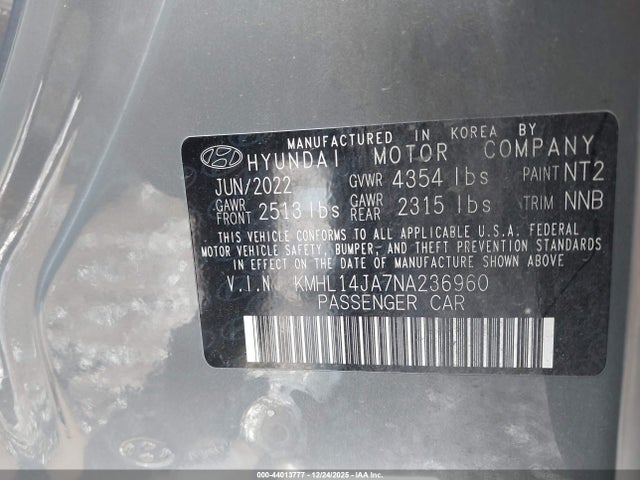 MANUFACTURED IN KOREA BY
HYUNDAI MOTOR COMPANY
JUN/2022 GVWR 4354 lbs PAINT NT2
GAWR FRONT 2513 lbs GAWR REAR 2315 lbs TRIM NNB
THIS VEHICLE CONFORMS TO ALL APPLICABLE U.S.A. FEDERAL
MOTOR VEHICLE SAFETY, BUMPER, AND THEFT PREVENTION STANDARDS
IN EFFECT ON THE DATE OF MANUFACTURE SHOWN ABOVE
V.I.N KMHL14JA7NA236960
PASSENGER CAR
000-44013777 - 12/24/2025 - IAA Inc.